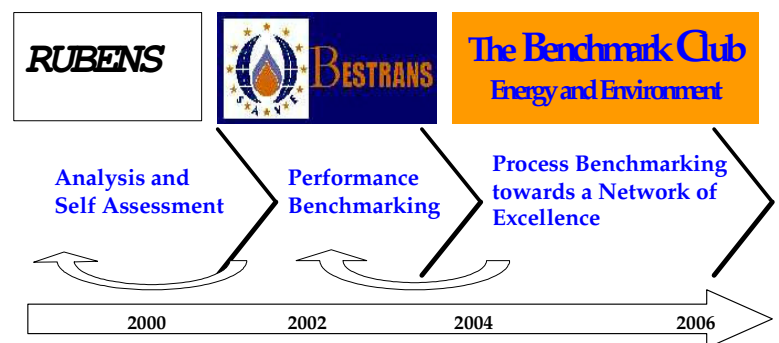 RUBENS
SAVE
BESTRANS
The Benchmark Club
Energy and Environment
Analysis and
Self Assessment
Performance
Benchmarking
Process Benchmarking
towards a Network of
Excellence
2000 2002 2004 2006